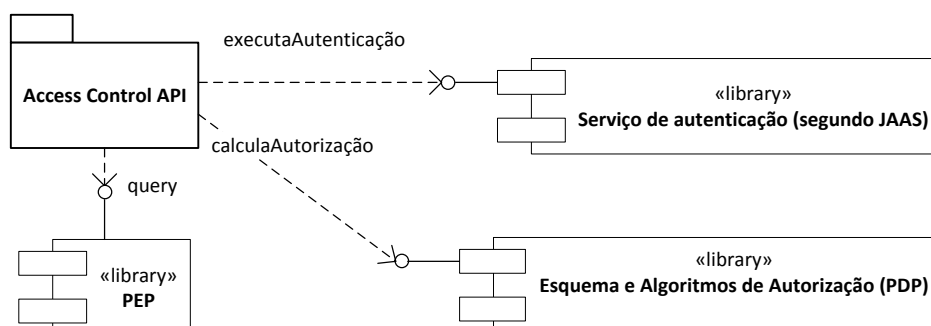 executaAutenticação
Access Control API
«library»
Serviço de autenticação (segundo JAAS)
calculaAutorização
query
«library»
PEP
«library»
Esquema e Algoritmos de Autorização (PDP)